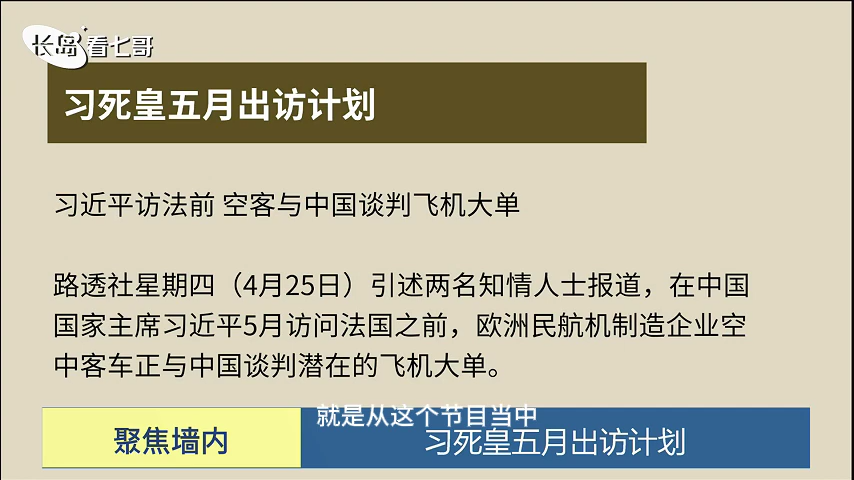 长岛看七哥
习死皇五月出访计划
习近平访法前 空客与中国谈判飞机大单
路透社星期四（4月25日）引述两名知情人士报道，在中国
国家主席习近平5月访问法国之前，欧洲民航机制造企业空
中客车正与中国谈判潜在的飞机大单。
就是从这个节目当中
聚焦墙内
习死皇五月出访计划